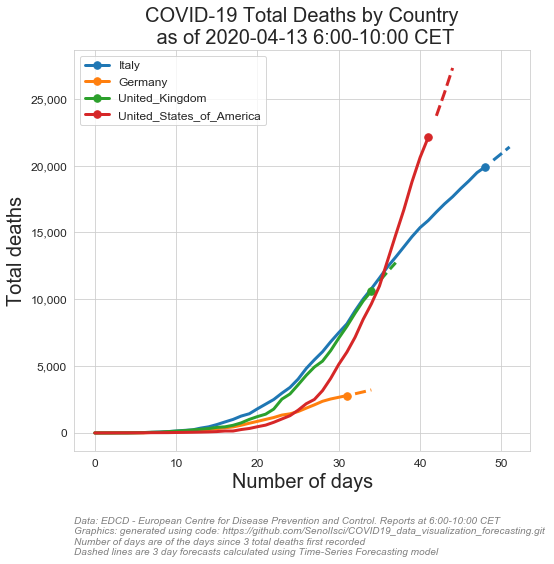 COVID-19 Total Deaths by Country
as of 2020-04-13 6:00-10:00 CET
Italy
Germany
United_Kingdom
United_States_of_America
Total deaths
25,000
20,000
15,000
10,000
5,000
0
0 10 20 30 40 50
Number of days
Data: EDCD - European Centre for Disease Prevention and Control. Reports at 6:00-10:00 CET
Graphics: generated using code: https://github.com/SenolIsci/COVID19_data_visualization_forecasting.git
Number of days are of the days since 3 total deaths first recorded
Dashed lines are 3 day forecasts calculated using Time-Series Forecasting model